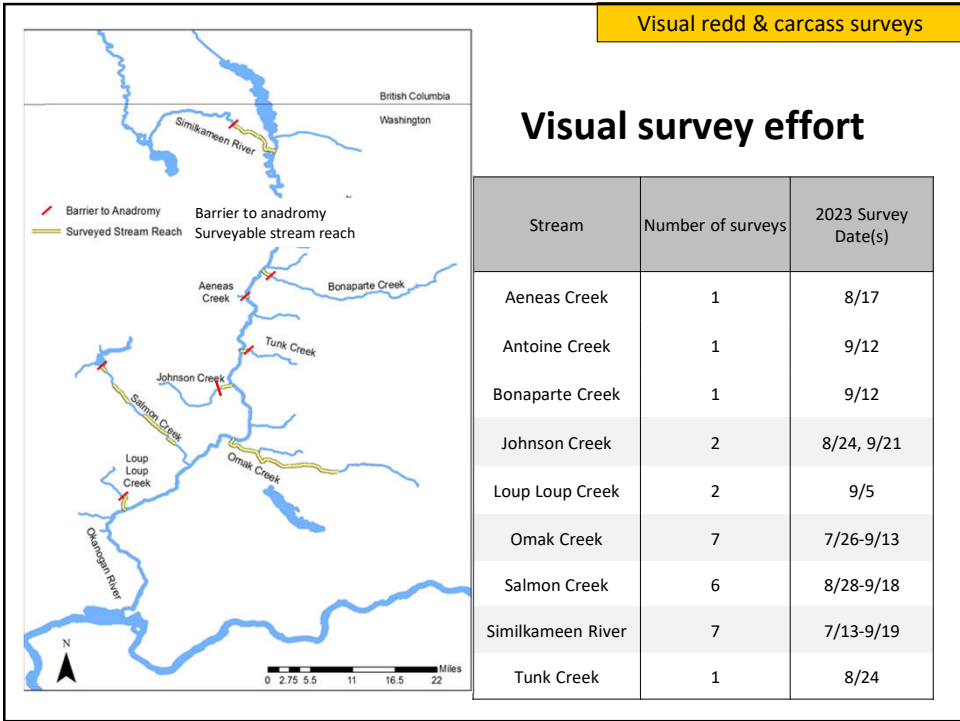 Visual redd & carcass surveys
Visual survey effort
British Columbia
Washington
Similkameen River
Barrier to Anadromy
Surveyed Stream Reach
Barrier to anadromy
Surveyable stream reach
Aeneas
Creek
Bonaparte Creek
Tunk Creek
Johnson Creek
Salmon Creek
Loup
Loup
Creek
Omak Creek
Okanogan River
N
Miles
0 2.75 5.5 11 16.5 22
Stream Number of surveys 2023 Survey
Date(s)
Aeneas Creek 1 8/17
Antoine Creek 1 9/12
Bonaparte Creek 1 9/12
Johnson Creek 2 8/24, 9/21
Loup Loup Creek 2 9/5
Omak Creek 7 7/26-9/13
Salmon Creek 6 8/28-9/18
Similkameen River 7 7/13-9/19
Tunk Creek 1 8/24